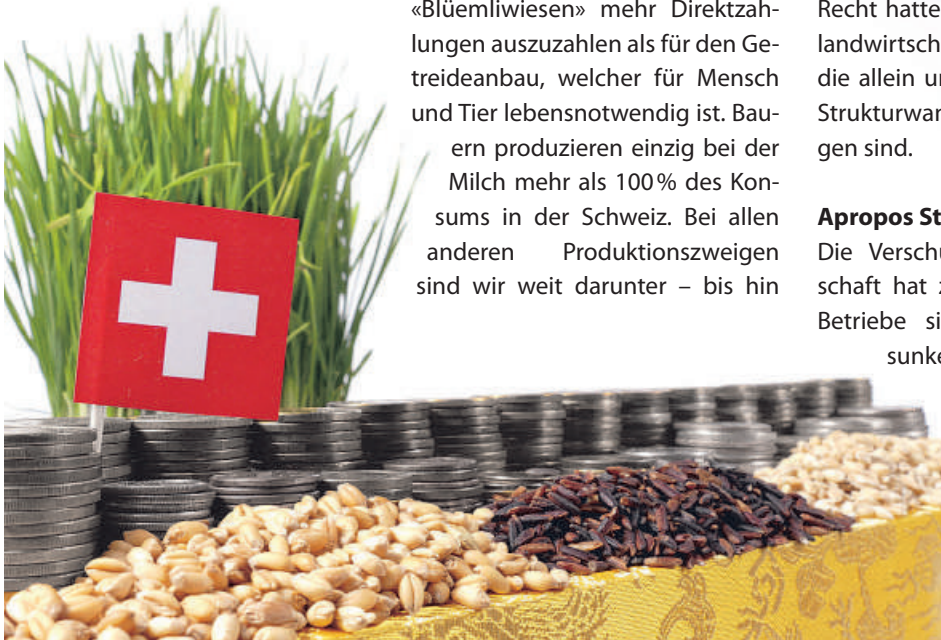 «Blüemliwiesen» mehr Direktzah-
lungen auszuzahlen als für den Ge-
treideanbau, welcher für Mensch
und Tier lebensnotwendig ist. Bau-
ern produzieren einzig bei der
Milch mehr als 100% des Kon-
sums in der Schweiz. Bei allen
anderen Produktionszweigen
sind wir weit darunter – bis hin
Recht hatte
landwirtsch
die allein u
Strukturwa
gen sind.
Apropos St
Die Verschu
schaft hat
Betriebe si
sunke